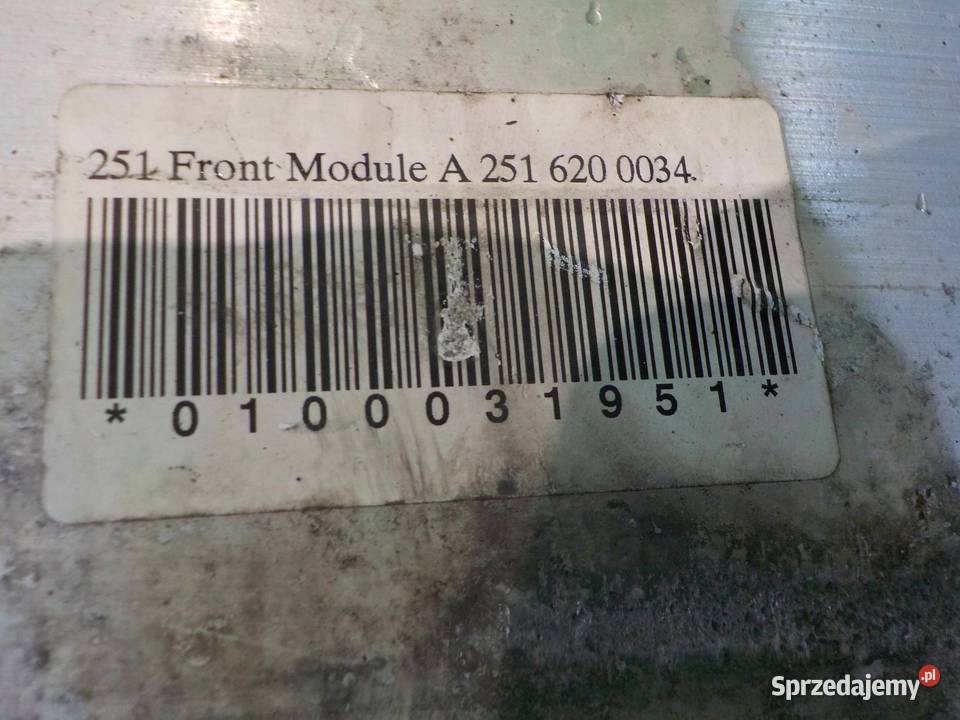 251 Front Module A 251 620 0034.
*0100031951*
Sprzedajemy.pl